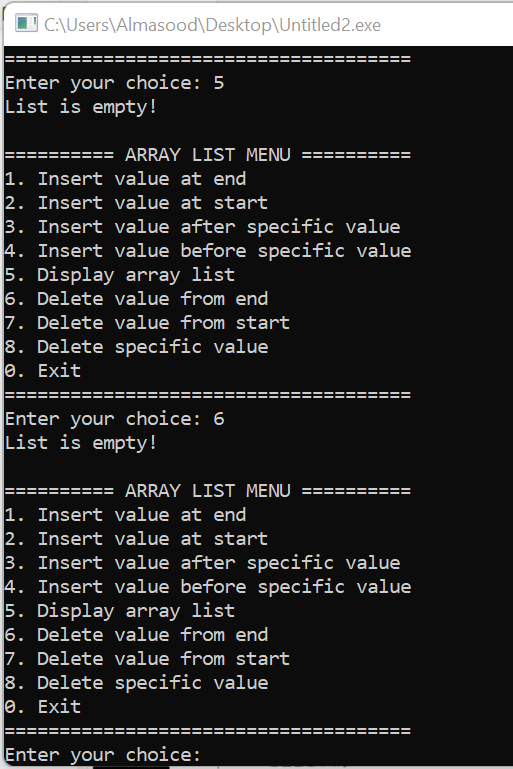 C:\Users\Almasood\Desktop\Untitled2.exe
=====================================
Enter your choice: 5
List is empty!
========== ARRAY LIST MENU ==========
1. Insert value at end
2. Insert value at start
3. Insert value after specific value
4. Insert value before specific value
5. Display array list
6. Delete value from end
7. Delete value from start
8. Delete specific value
0. Exit
=====================================
Enter your choice: 6
List is empty!
========== ARRAY LIST MENU ==========
1. Insert value at end
2. Insert value at start
3. Insert value after specific value
4. Insert value before specific value
5. Display array list
6. Delete value from end
7. Delete value from start
8. Delete specific value
0. Exit
=====================================
Enter your choice: